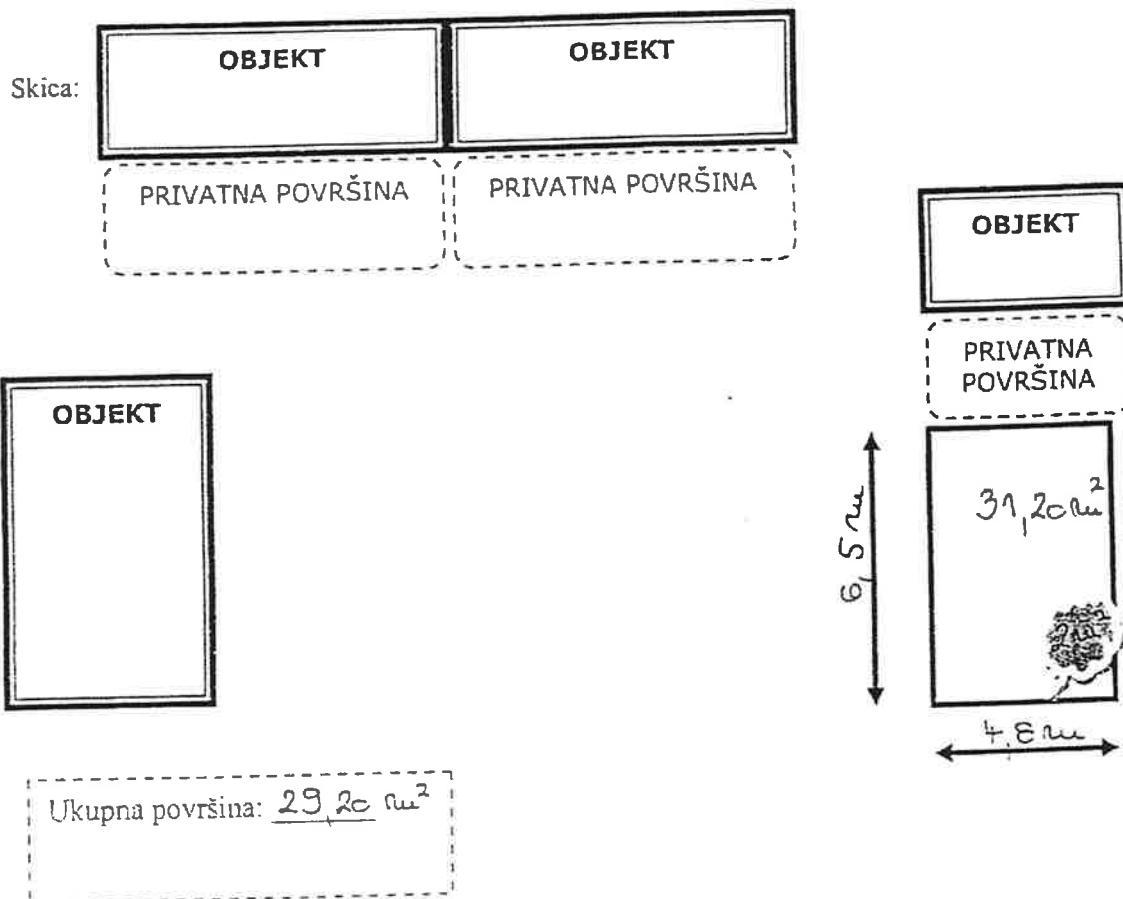 OBJEKT
OBJEKT
Skica:
PRIVATNA POVRŠINA
PRIVATNA POVRŠINA
OBJEKT
PRIVATNA
POVRŠINA
OBJEKT
31,20 m²
6,5 m
2m²
4,8 m
Ukupna površina: 29,20 m²